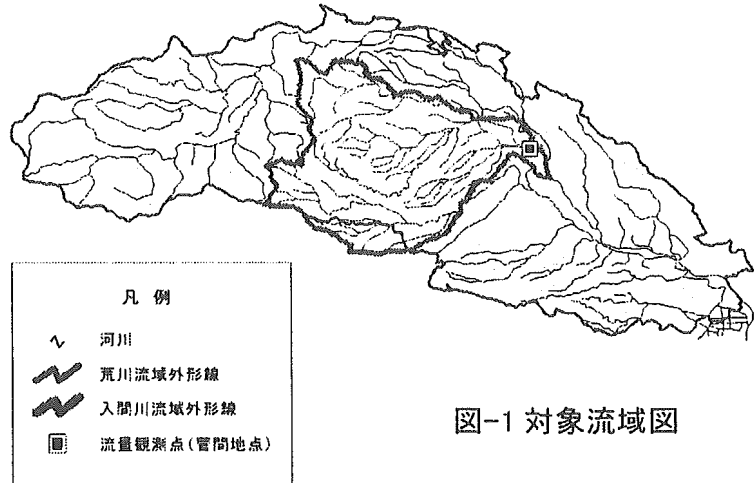 凡 例
河川
荒川流域外形線
入間川流域外形線
流量観測点(菅間地点)
図-1 対象流域図